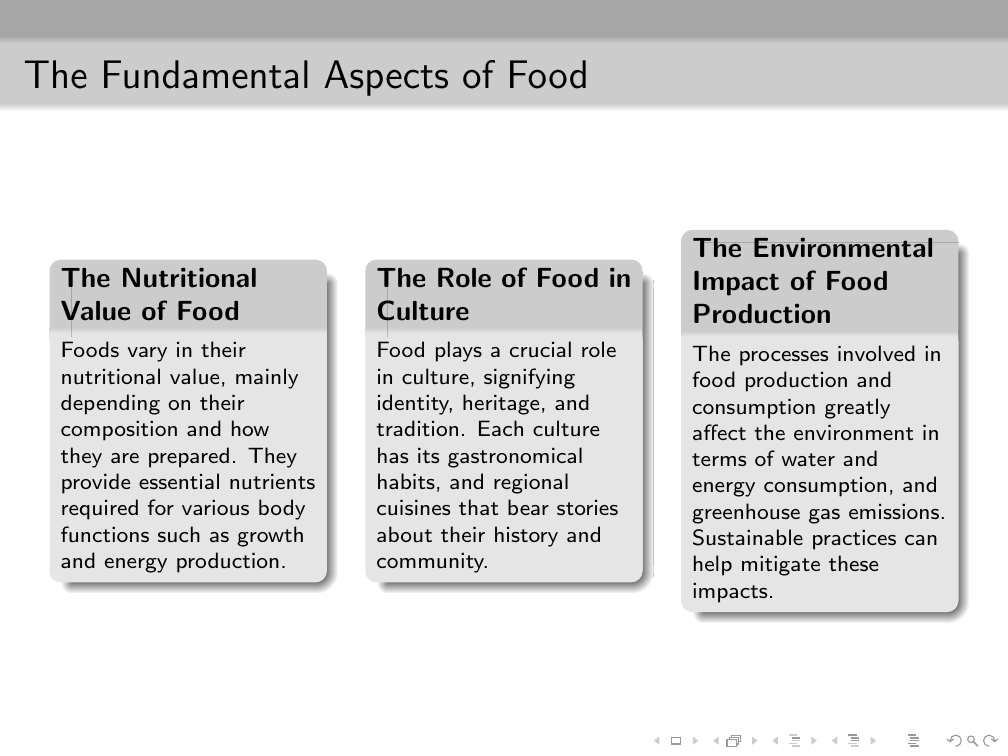 The Fundamental Aspects of Food
The Nutritional
Value of Food
Foods vary in their
nutritional value, mainly
depending on their
composition and how
they are prepared. They
provide essential nutrients
required for various body
functions such as growth
and energy production.
The Role of Food in
Culture
Food plays a crucial role
in culture, signifying
identity, heritage, and
tradition. Each culture
has its gastronomical
habits, and regional
cuisines that bear stories
about their history and
community.
The Environmental
Impact of Food
Production
The processes involved in
food production and
consumption greatly
affect the environment in
terms of water and
energy consumption, and
greenhouse gas emissions.
Sustainable practices can
help mitigate these
impacts.